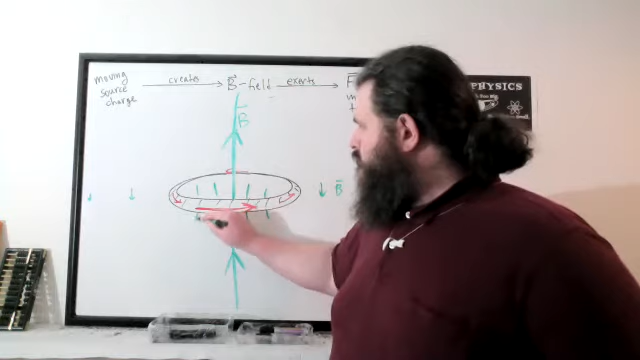 moving source charge creates B⃗-field exerts F
B
B⃗
PHYSICS